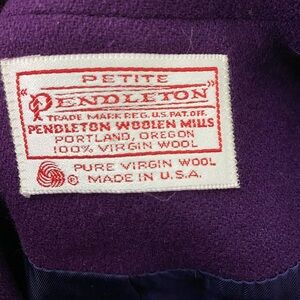 PETITE
"PENDLETON"
TRADE MARK REG. U.S. PAT. OFF.
PENDLETON WOOLEN MILLS
PORTLAND, OREGON
100% VIRGIN WOOL
PURE VIRGIN WOOL
® MADE IN U.S.A.